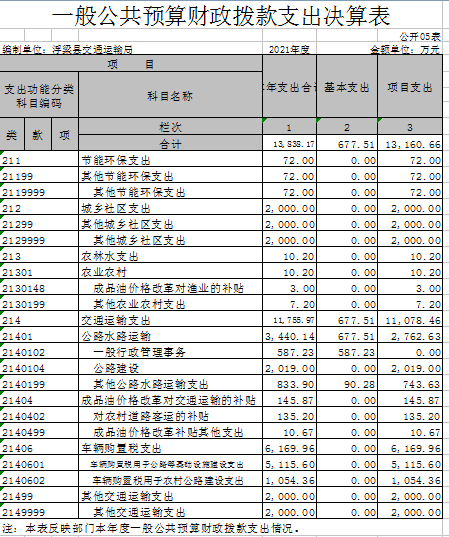 一般公共预算财政拨款支出决算表
公开05表
编制单位：浮梁县交通运输局 2021年度 金额单位：万元
项 目 年支出合计 基本支出 项目支出
支出功能分类科目编码 科目名称
类 款 项 栏次 1 2 3
合计 13,838.17 677.51 13,160.66
211 节能环保支出 72.00 0.00 72.00
21199 其他节能环保支出 72.00 0.00 72.00
2119999 其他节能环保支出 72.00 0.00 72.00
212 城乡社区支出 2,000.00 0.00 2,000.00
21299 其他城乡社区支出 2,000.00 0.00 2,000.00
2129999 其他城乡社区支出 2,000.00 0.00 2,000.00
213 农林水支出 10.20 0.00 10.20
21301 农业农村 10.20 0.00 10.20
2130148 成品油价格改革对渔业的补贴 3.00 0.00 3.00
2130199 其他农业农村支出 7.20 0.00 7.20
214 交通运输支出 11,755.97 677.51 11,078.46
21401 公路水路运输 3,440.14 677.51 2,762.63
2140102 一般行政管理事务 587.23 587.23 0.00
2140104 公路建设 2,019.00 0.00 2,019.00
2140199 其他公路水路运输支出 833.90 90.28 743.63
21404 成品油价格改革对交通运输的补贴 145.87 0.00 145.87
2140402 对农村道路客运的补贴 135.20 0.00 135.20
2140499 成品油价格改革补贴其他支出 10.67 0.00 10.67
21406 车辆购置税支出 6,169.96 0.00 6,169.96
2140601 车辆购置税用于公路等基础设施建设支出 5,115.60 0.00 5,115.60
2140602 车辆购置税用于农村公路建设支出 1,054.36 0.00 1,054.36
21499 其他交通运输支出 2,000.00 0.00 2,000.00
2149999 其他交通运输支出 2,000.00 0.00 2,000.00
注：本表反映部门本年度一般公共预算财政拨款支出情况。